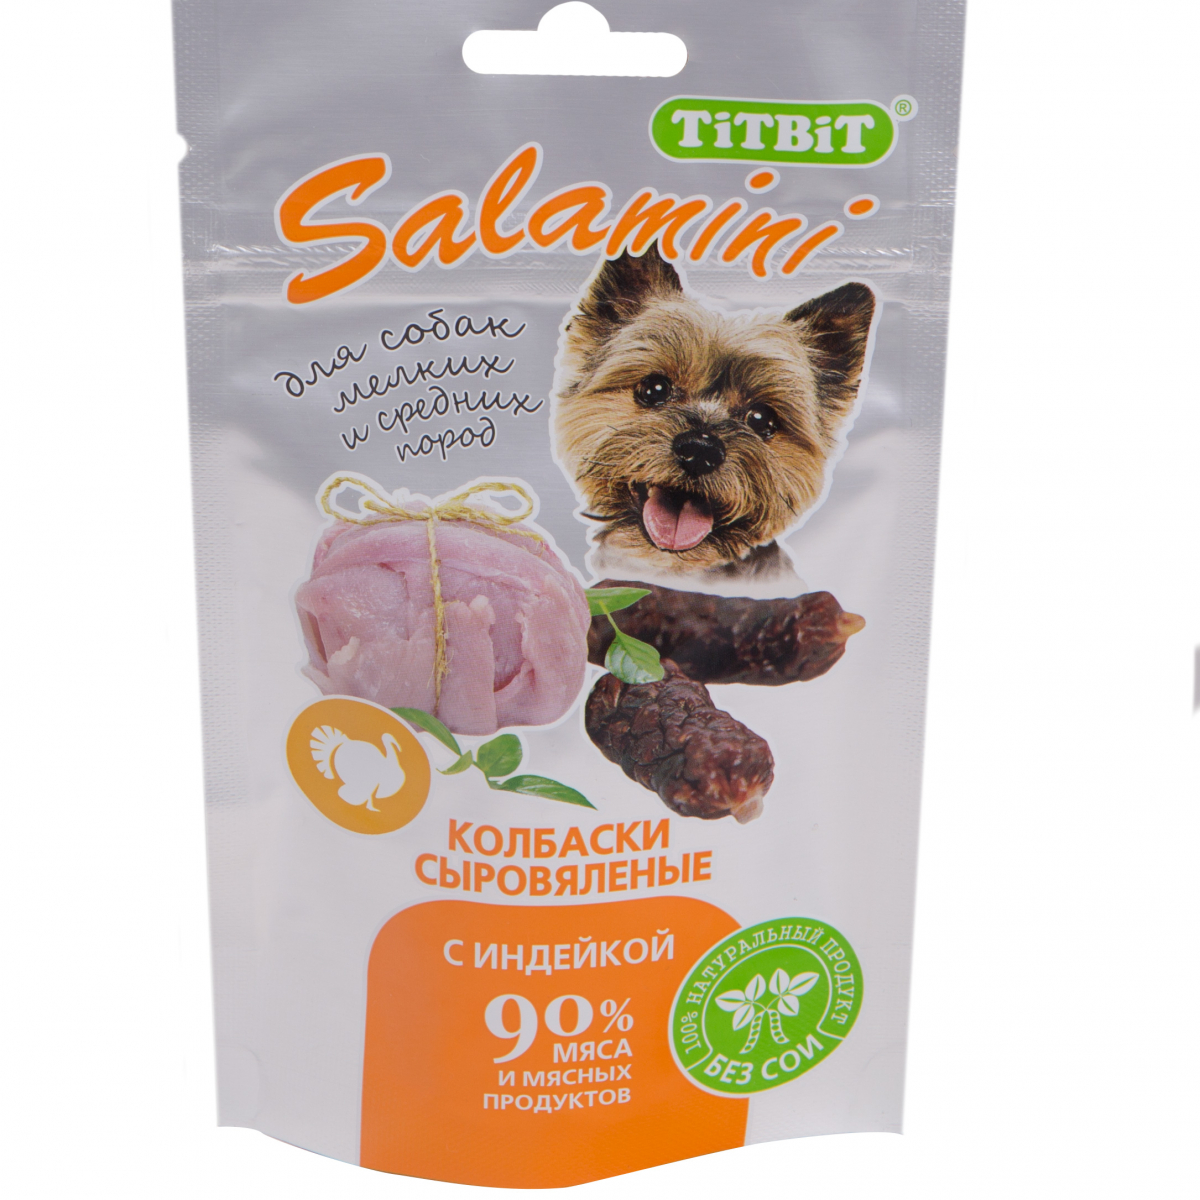 TiTBiT®
Salamini
для собак
мелких
и средних
пород
КОЛБАСКИ
СЫРОВЯЛЕНЫЕ
С ИНДЕЙКОЙ
90%
МЯСА
И МЯСНЫХ
ПРОДУКТОВ
100% НАТУРАЛЬНЫЙ ПРОДУКТ
БЕЗ СОИ